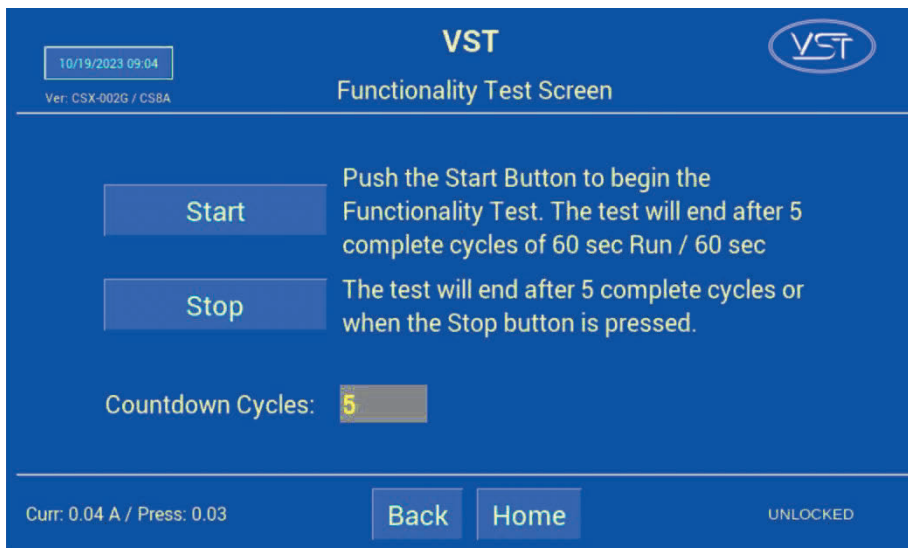 VST
VST
10/19/2023 09:04
Ver: CSX-002G / CS8A
Functionality Test Screen
Start
Push the Start Button to begin the
Functionality Test. The test will end after 5
complete cycles of 60 sec Run / 60 sec
Stop
The test will end after 5 complete cycles or
when the Stop button is pressed.
Countdown Cycles: 5
Curr: 0.04 A / Press: 0.03
Back
Home
UNLOCKED